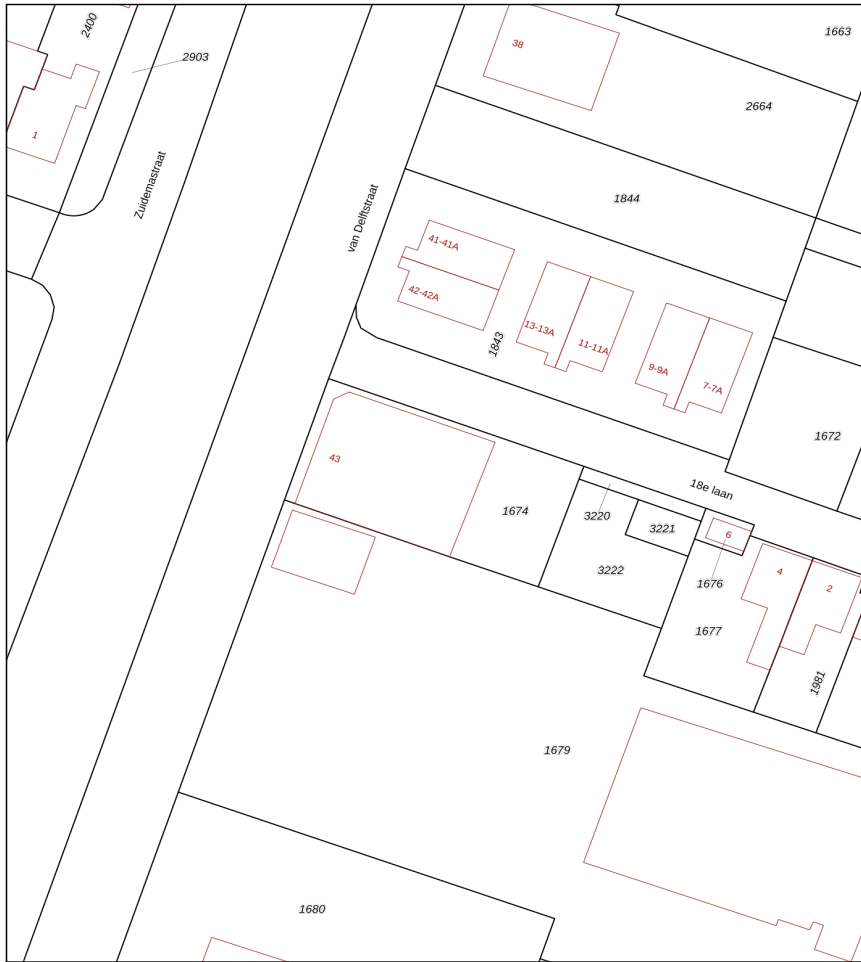 2400
1663
38
2903
2664
1
Zuidemastraat
1844
van Delftstraat
41-41A
42-42A
13-13A
1843
11-11A
9-9A
7-7A
1672
43
18e laan
1674
3220
3221
6
3222
4
1676
2
1677
1981
1679
1680